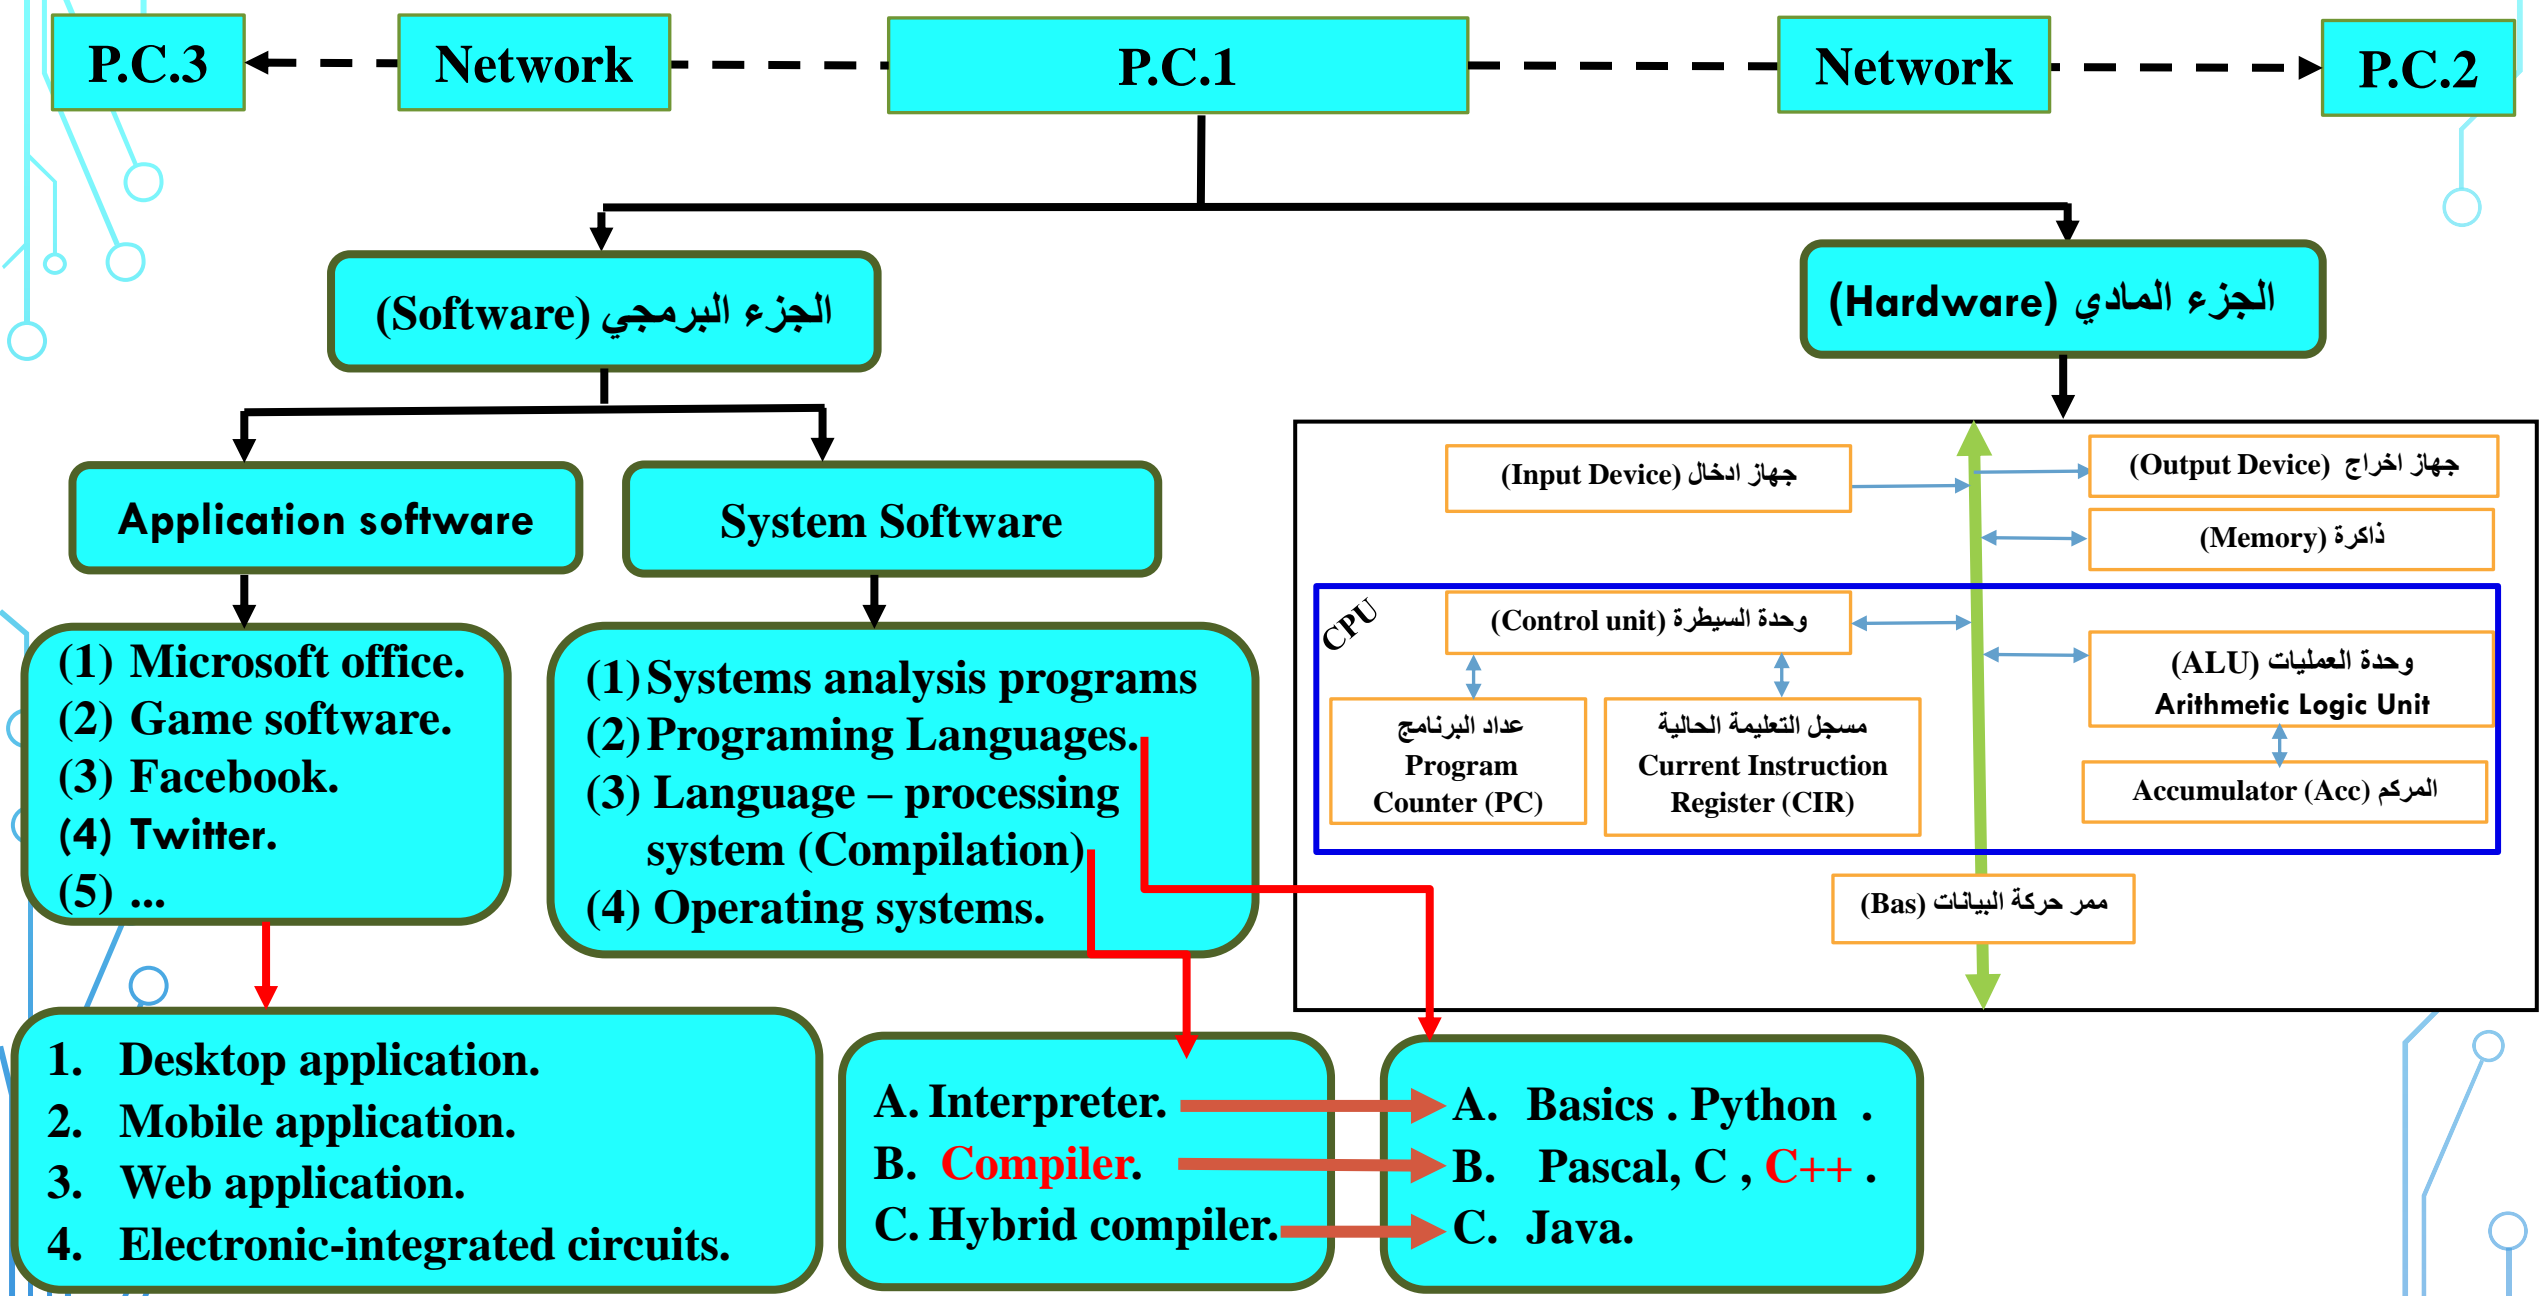 P.C.3
Network
P.C.1
Network
P.C.2
الجزء البرمجي (Software)
الجزء المادي (Hardware)
Application software
System Software
(1) Microsoft office.
(2) Game software.
(3) Facebook.
(4) Twitter.
(5) ...
(1) Systems analysis programs
(2) Programing Languages.
(3) Language – processing
system (Compilation)
(4) Operating systems.
جهاز ادخال (Input Device)
جهاز اخراج (Output Device)
ذاكرة (Memory)
CPU
وحدة السيطرة (Control unit)
وحدة العمليات (ALU)
Arithmetic Logic Unit
عداد البرنامج
Program
Counter (PC)
مسجل التعليمة الحالية
Current Instruction
Register (CIR)
المركم Accumulator (Acc)
ممر حركة البيانات (Bas)
1. Desktop application.
2. Mobile application.
3. Web application.
4. Electronic-integrated circuits.
A. Interpreter.
B. Compiler.
C. Hybrid compiler.
A. Basics . Python .
B. Pascal, C , C++ .
C. Java.